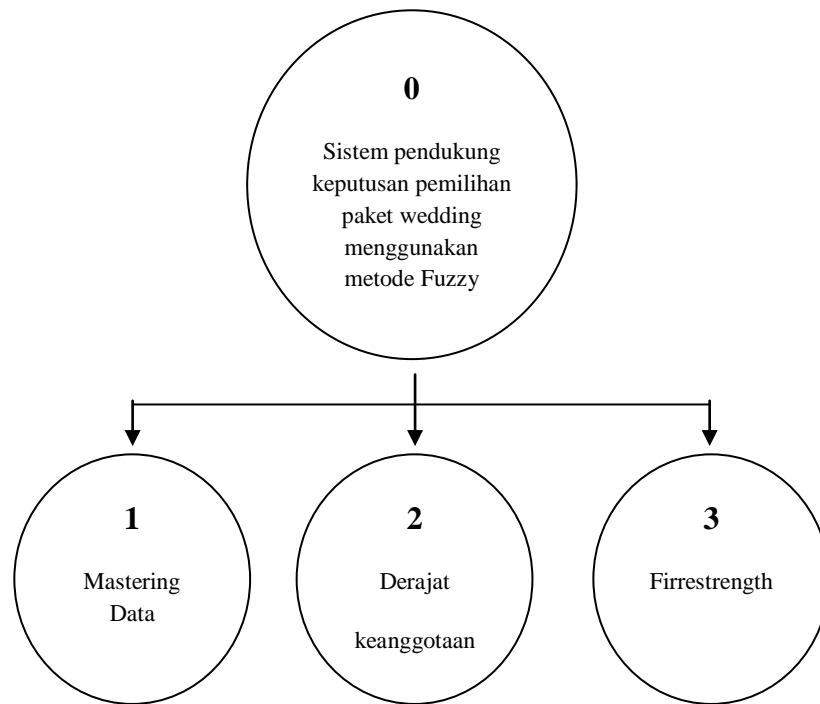 0
Sistem pendukung
keputusan pemilihan
paket wedding
menggunakan
metode Fuzzy
1
Mastering
Data
2
Derajat
keanggotaan
3
Firrestrength